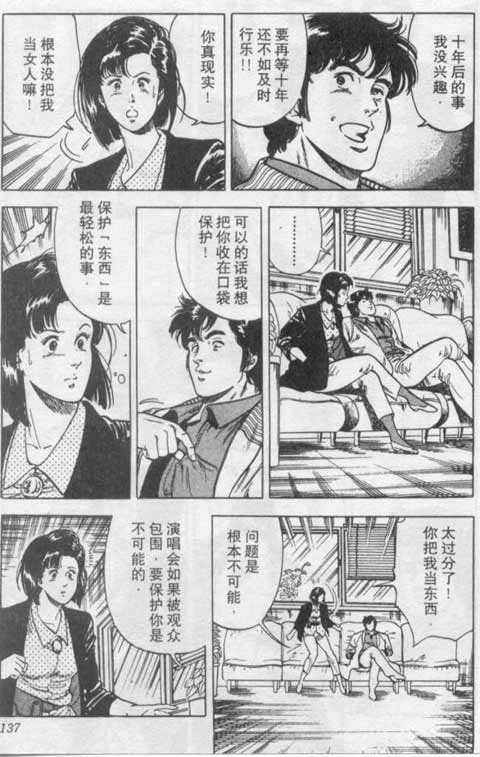 十年后的事
我没兴趣．
要再等十年
还不如及时
行乐!!
你真现实！
根本没把我
当女人嘛！
…………
可以的话我想
把你收在口袋
保护！
保护「东西」是
最轻松的事．
太过分了！
你把我当东西．
问题是
根本不可能，
演唱会如果被观众
包围，要保护你是
不可能的．
137